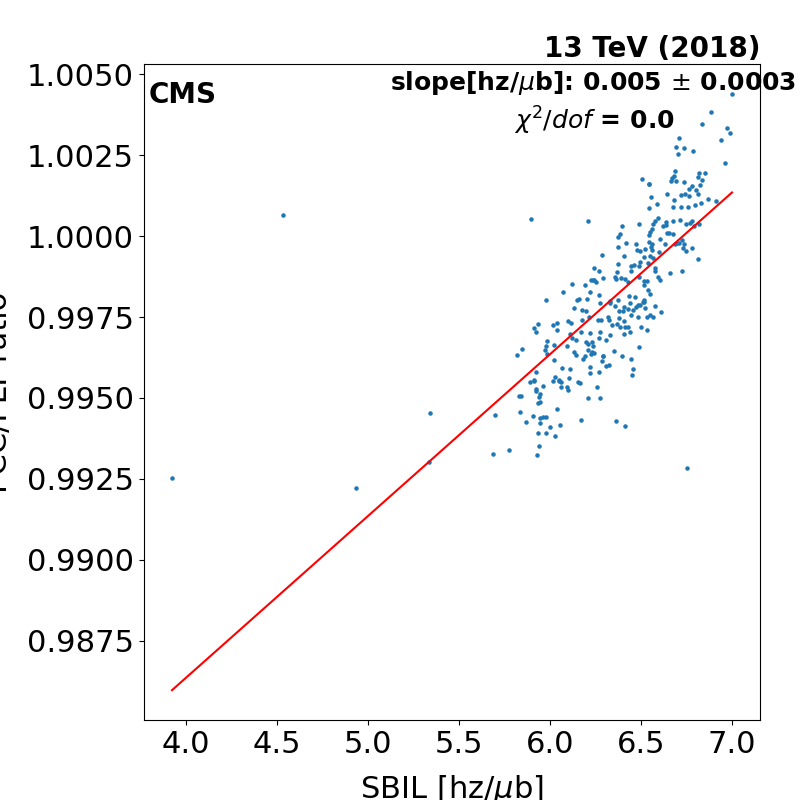 13 TeV (2018)
CMS
slope[hz/μb]: 0.005 ± 0.0003
χ²/dof = 0.0
1.0050
1.0025
1.0000
0.9975
0.9950
0.9925
0.9900
0.9875
4.0 4.5 5.0 5.5 6.0 6.5 7.0
SBIL [hz/μb]